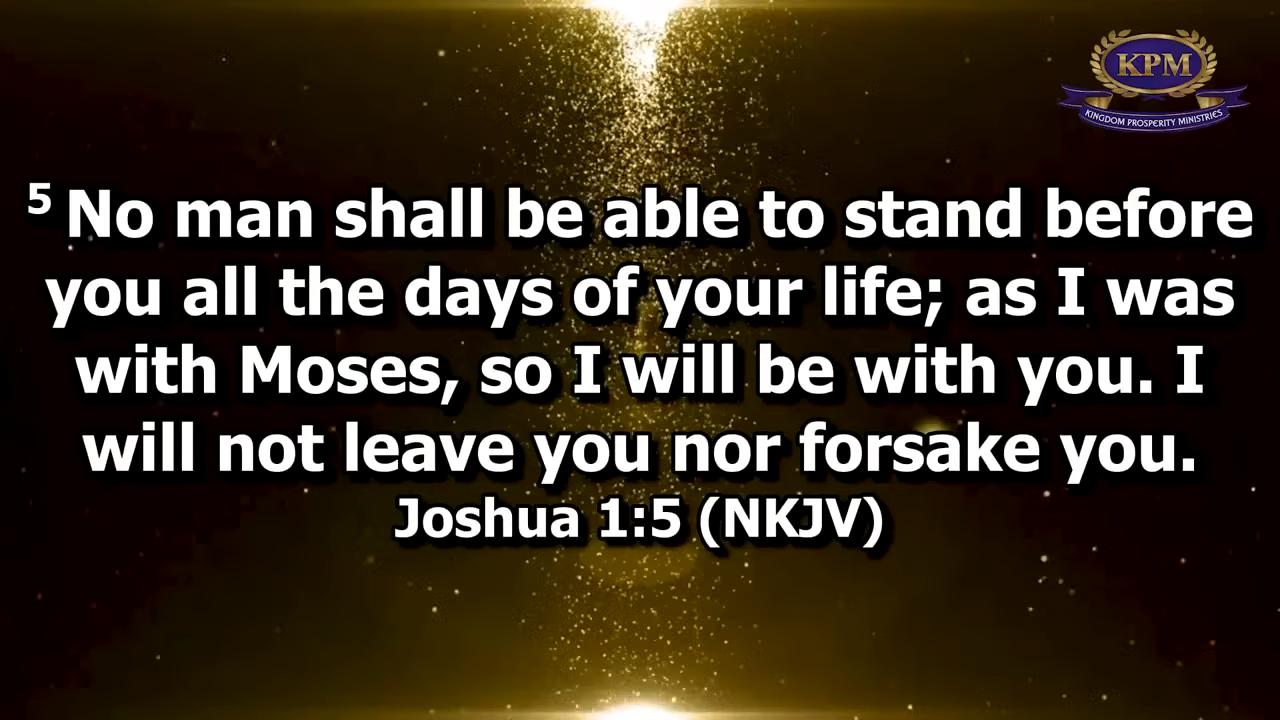 KPM
KINGDOM PROSPERITY MINISTRIES
5 No man shall be able to stand before
you all the days of your life; as I was
with Moses, so I will be with you. I
will not leave you nor forsake you.
Joshua 1:5 (NKJV)